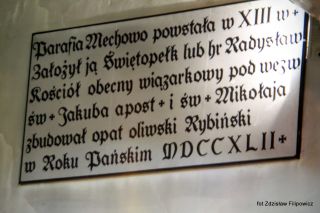 Parafia Mechowo powstała w XIII w+
Założył ją Świętopełk lub hr Radysław
Kościół obecny wiązarkowy pod wezw
św+ Jakuba apost+ i św+ Mikołaja
zbudował opat oliwski Rybiński
w Roku Pańskim MDCCXLII+
fot Zdzisław Filipowicz